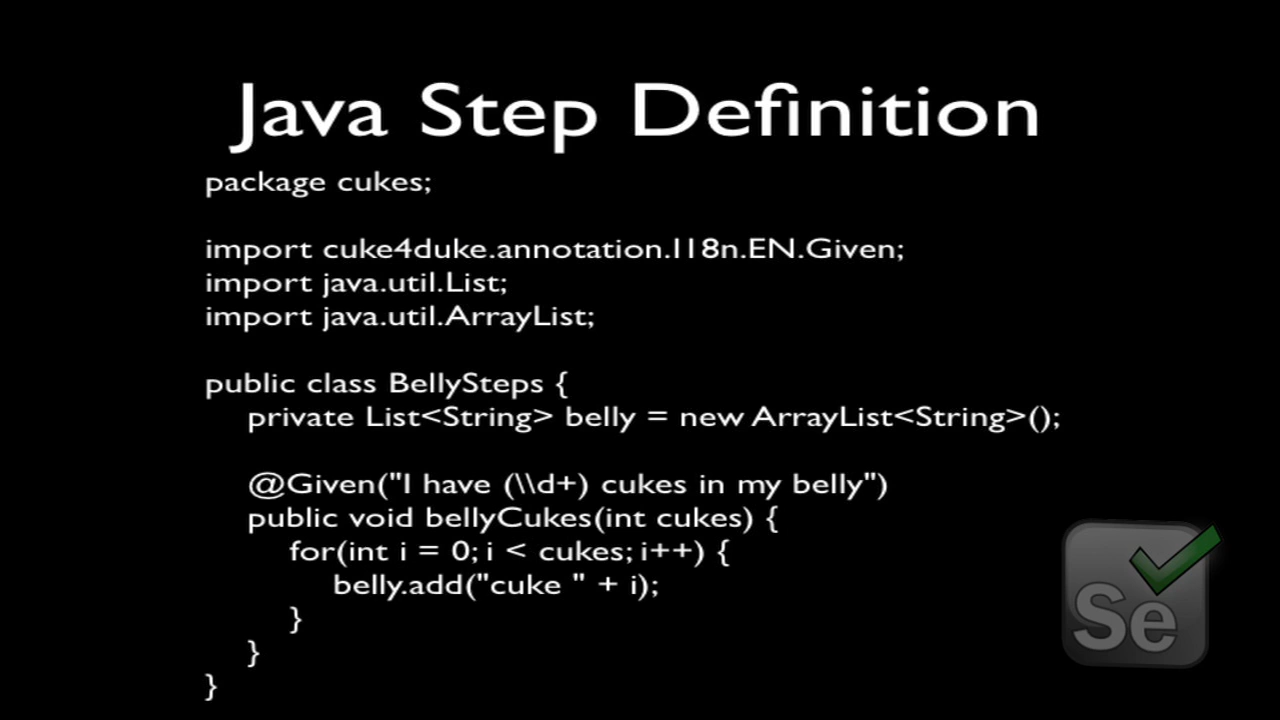 Java Step Definition
package cukes;
import cuke4duke.annotation.I18n.EN.Given;
import java.util.List;
import java.util.ArrayList;
public class BellySteps {
private List<String> belly = new ArrayList<String>();
@Given("I have (\\d+) cukes in my belly")
public void bellyCukes(int cukes) {
for(int i = 0; i < cukes; i++) {
belly.add("cuke " + i);
}
}
}
Se